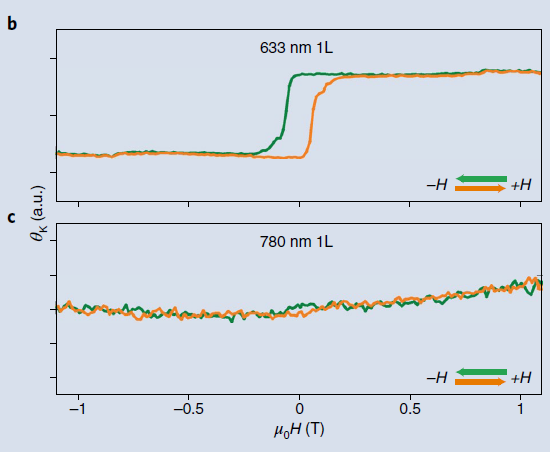 b
633 nm 1L
–H +H
c
θK (a.u.)
780 nm 1L
–H +H
–1 –0.5 0 0.5 1
μ0H (T)